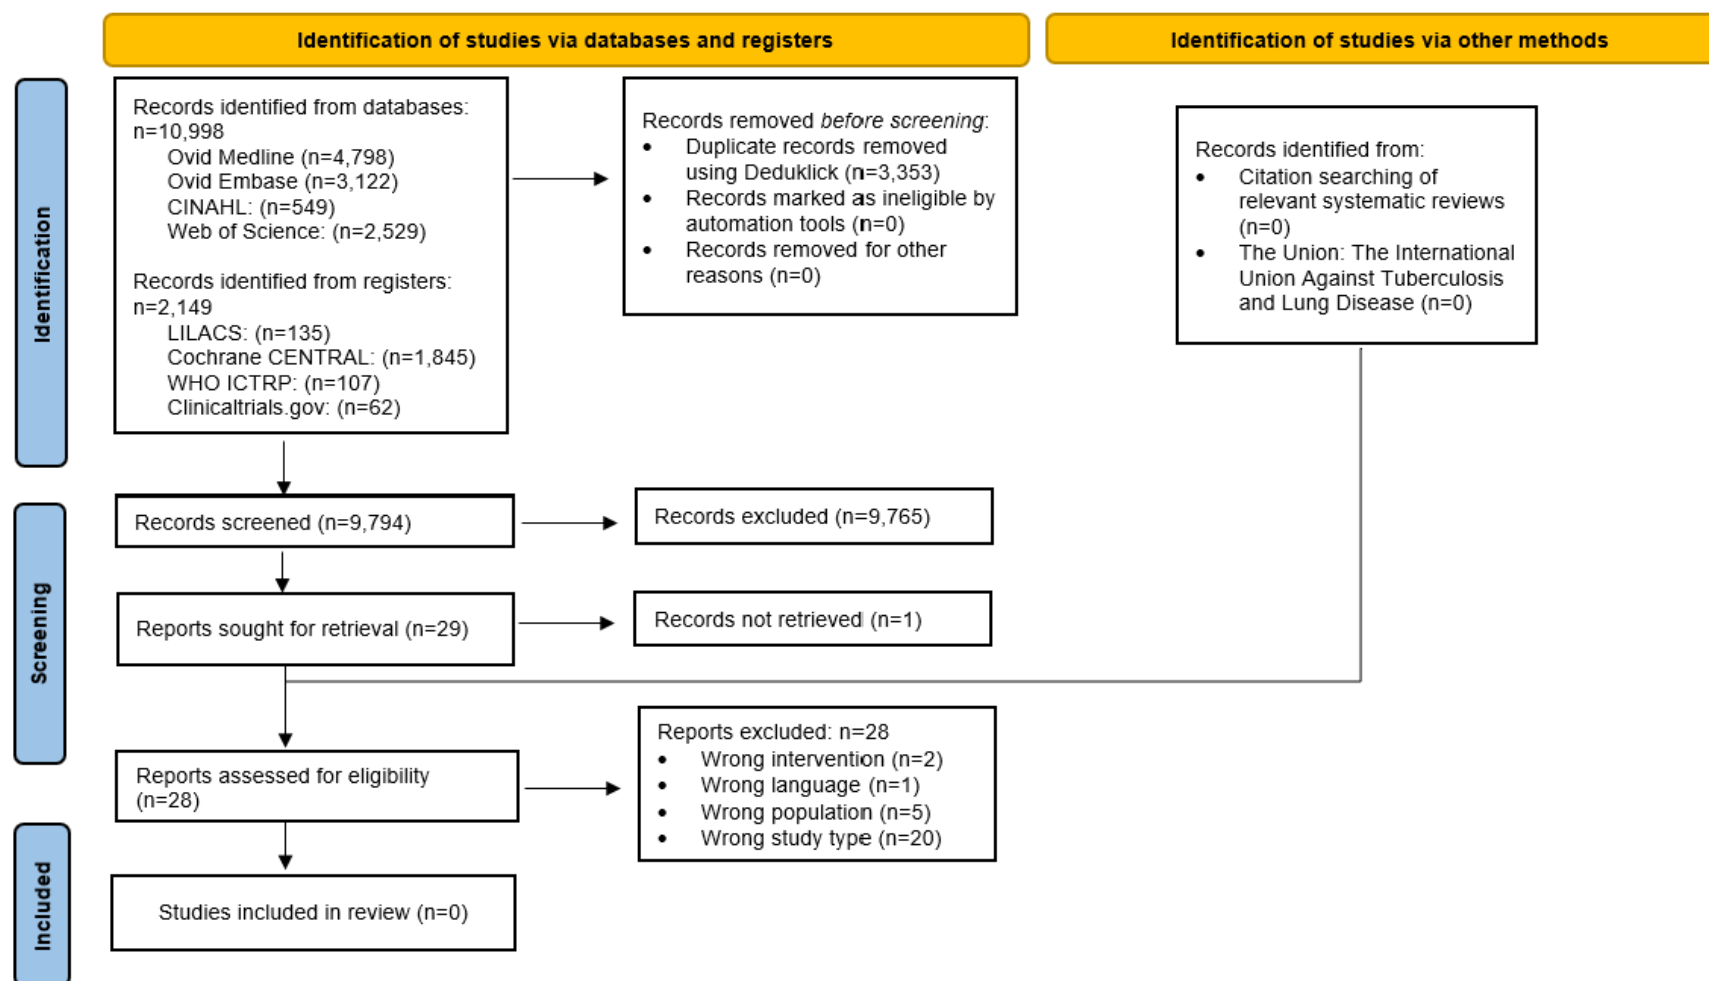 Identification of studies via databases and registers
Identification of studies via other methods
Identification
Records identified from databases:
n=10,998
Ovid Medline (n=4,798)
Ovid Embase (n=3,122)
CINAHL: (n=549)
Web of Science: (n=2,529)
Records identified from registers:
n=2,149
LILACS: (n=135)
Cochrane CENTRAL: (n=1,845)
WHO ICTRP: (n=107)
Clinicaltrials.gov: (n=62)
Records removed before screening:
• Duplicate records removed
using Deduklick (n=3,353)
• Records marked as ineligible by
automation tools (n=0)
• Records removed for other
reasons (n=0)
Records identified from:
• Citation searching of
relevant systematic reviews
(n=0)
• The Union: The International
Union Against Tuberculosis
and Lung Disease (n=0)
Screening
Records screened (n=9,794)
Records excluded (n=9,765)
Reports sought for retrieval (n=29)
Records not retrieved (n=1)
Reports assessed for eligibility
(n=28)
Reports excluded: n=28
• Wrong intervention (n=2)
• Wrong language (n=1)
• Wrong population (n=5)
• Wrong study type (n=20)
Included
Studies included in review (n=0)